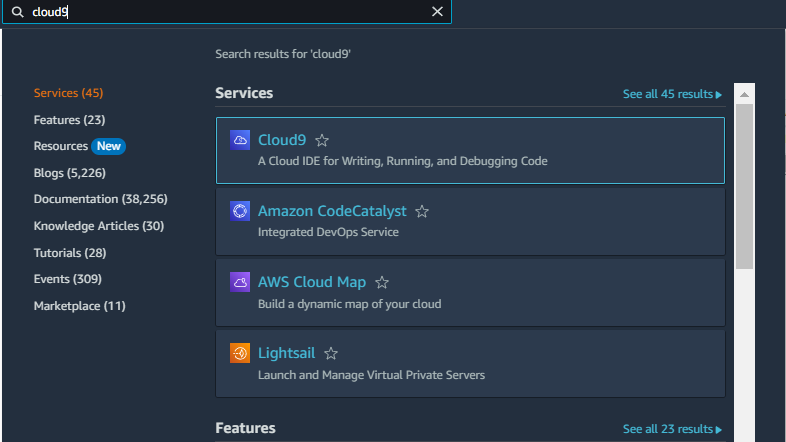 cloud9
Search results for 'cloud9'
Services (45)
Features (23)
Resources New
Blogs (5,226)
Documentation (38,256)
Knowledge Articles (30)
Tutorials (28)
Events (309)
Marketplace (11)
Services
See all 45 results
Cloud9
A Cloud IDE for Writing, Running, and Debugging Code
Amazon CodeCatalyst
Integrated DevOps Service
AWS Cloud Map
Build a dynamic map of your cloud
Lightsail
Launch and Manage Virtual Private Servers
Features
See all 23 results